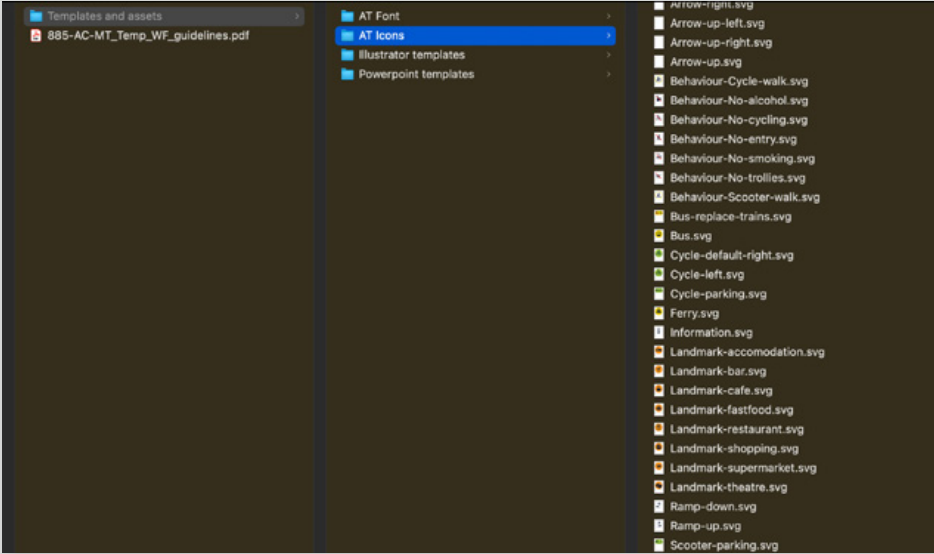 Templates and assets
885-AC-MT_Temp_WF_guidelines.pdf
AT Font
AT Icons
Illustrator templates
Powerpoint templates
Arrow-right.svg
Arrow-up-left.svg
Arrow-up-right.svg
Arrow-up.svg
Behaviour-Cycle-walk.svg
Behaviour-No-alcohol.svg
Behaviour-No-cycling.svg
Behaviour-No-entry.svg
Behaviour-No-smoking.svg
Behaviour-No-trollies.svg
Behaviour-Scooter-walk.svg
Bus-replace-trains.svg
Bus.svg
Cycle-default-right.svg
Cycle-left.svg
Cycle-parking.svg
Ferry.svg
Information.svg
Landmark-accomodation.svg
Landmark-bar.svg
Landmark-cafe.svg
Landmark-fastfood.svg
Landmark-restaurant.svg
Landmark-shopping.svg
Landmark-supermarket.svg
Landmark-theatre.svg
Ramp-down.svg
Ramp-up.svg
Scooter-parking.svg